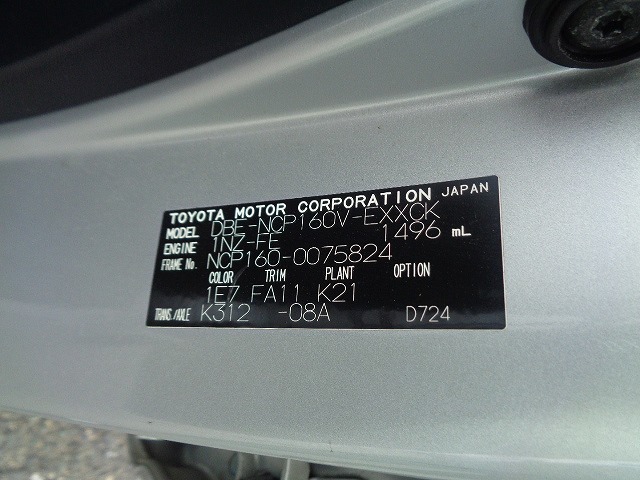 TOYOTA MOTOR CORPORATION JAPAN
MODEL DBE-NCP160V-EXXCK
ENGINE 1NZ-FE 1496 mL
FRAME No. NCP160-0075824
COLOR TRIM PLANT OPTION
1E7 FA11 K21
TRANS./AXLE K312 -08A D724